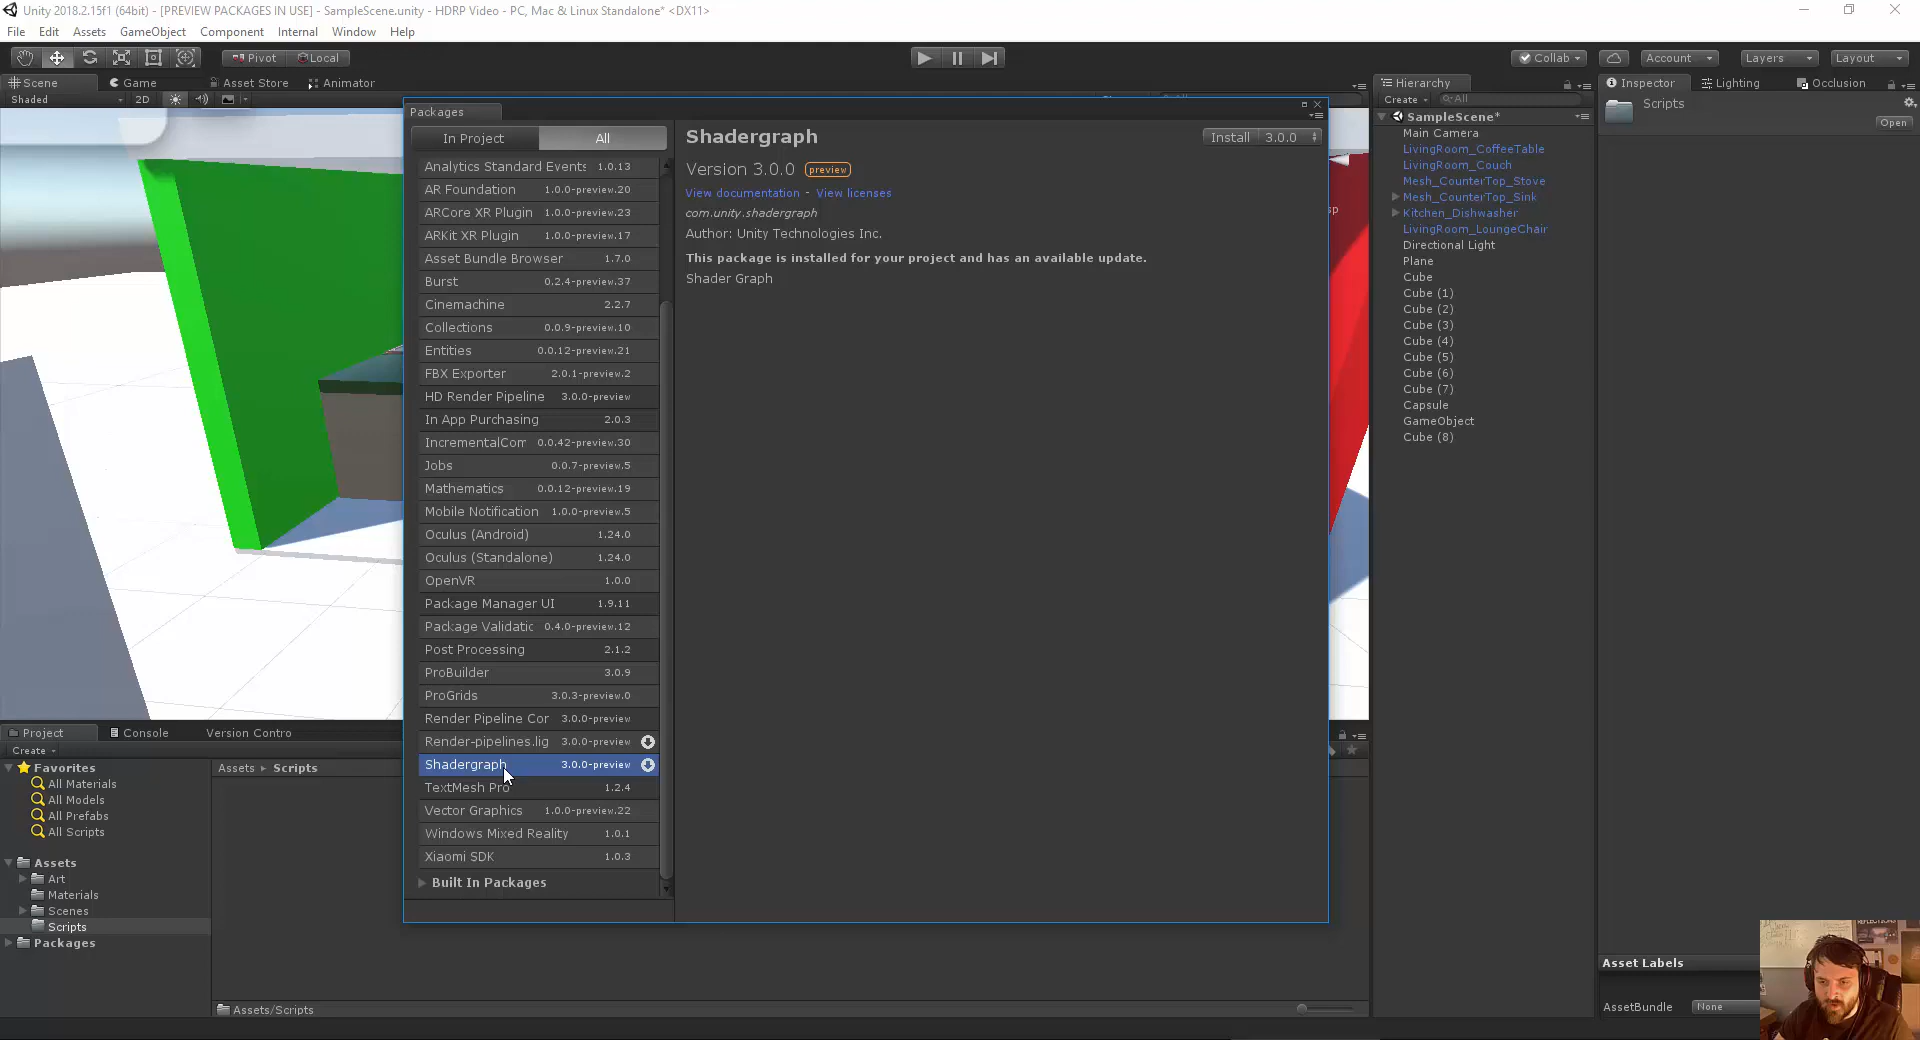 Unity 2018.2.15f1 (64bit) - [PREVIEW PACKAGES IN USE] - SampleScene.unity - HDRP Video - PC, Mac & Linux Standalone* <DX11>
File Edit Assets GameObject Component Internal Window Help
Pivot Local Collab Account Layers Layout
Scene Game Asset Store Animator
Shaded 2D
Packages
In Project All
Analytics Standard Events 1.0.13
AR Foundation 1.0.0-preview.20
ARCore XR Plugin 1.0.0-preview.23
ARKit XR Plugin 1.0.0-preview.17
Asset Bundle Browser 1.7.0
Burst 0.2.4-preview.37
Cinemachine 2.2.7
Collections 0.0.9-preview.10
Entities 0.0.12-preview.21
FBX Exporter 2.0.1-preview.2
HD Render Pipeline 3.0.0-preview
In App Purchasing 2.0.3
IncrementalCom 0.0.42-preview.30
Jobs 0.0.7-preview.5
Mathematics 0.0.12-preview.19
Mobile Notification 1.0.0-preview.5
Oculus (Android) 1.24.0
Oculus (Standalone) 1.24.0
OpenVR 1.0.0
Package Manager UI 1.9.11
Package Validatic 0.4.0-preview.12
Post Processing 2.1.2
ProBuilder 3.0.9
ProGrids 3.0.3-preview.0
Render Pipeline Cor 3.0.0-preview
Render-pipelines.lig 3.0.0-preview
Shadergraph 3.0.0-preview
TextMesh Pro 1.2.4
Vector Graphics 1.0.0-preview.22
Windows Mixed Reality 1.0.1
Xiaomi SDK 1.0.3
Built In Packages
Shadergraph
Install 3.0.0
Version 3.0.0 preview
View documentation - View licenses
com.unity.shadergraph
Author: Unity Technologies Inc.
This package is installed for your project and has an available update.
Shader Graph
Hierarchy
Create All
SampleScene*
Main Camera
LivingRoom_CoffeeTable
LivingRoom_Couch
Mesh_CounterTop_Stove
Mesh_CounterTop_Sink
Kitchen_Dishwasher
LivingRoom_LoungeChair
Directional Light
Plane
Cube
Cube (1)
Cube (2)
Cube (3)
Cube (4)
Cube (5)
Cube (6)
Cube (7)
Capsule
GameObject
Cube (8)
Inspector Lighting Occlusion
Scripts
Open
Project Console Version Contro
Create
Favorites
All Materials
All Models
All Prefabs
All Scripts
Assets
Art
Materials
Scenes
Scripts
Packages
Assets Scripts
Assets/Scripts
Asset Labels
AssetBundle None